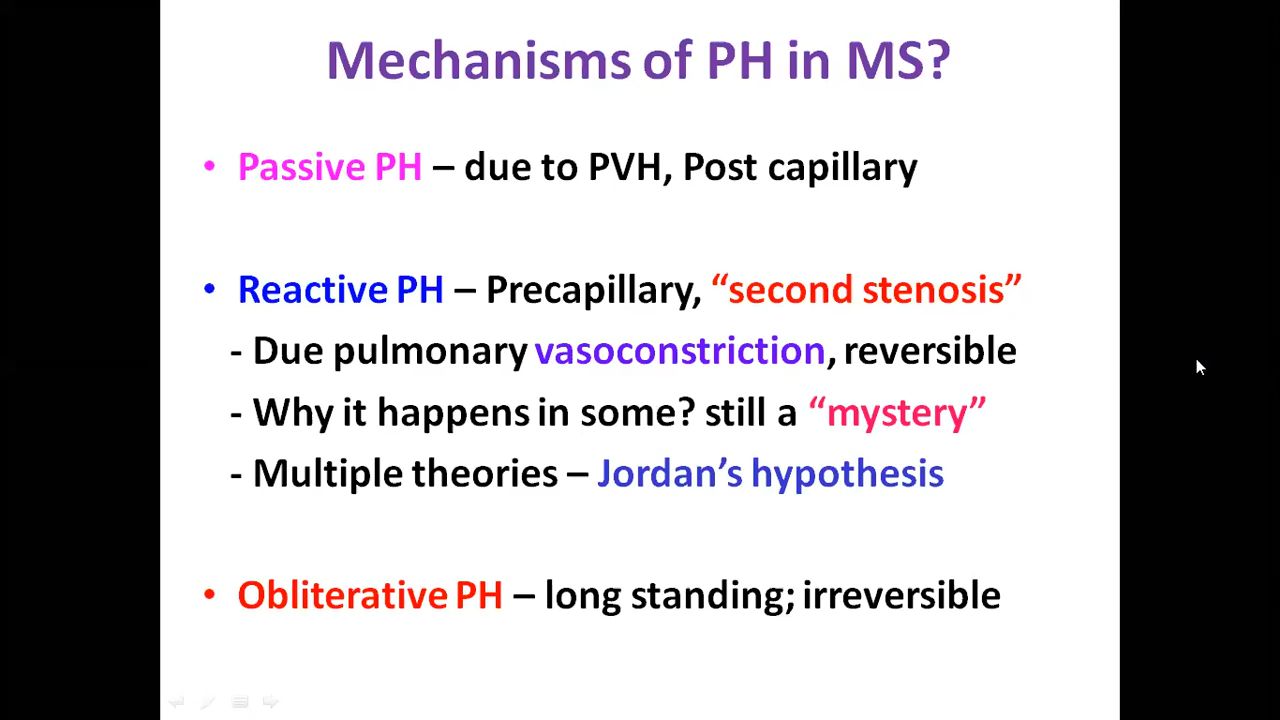 Mechanisms of PH in MS?
• Passive PH – due to PVH, Post capillary
• Reactive PH – Precapillary, “second stenosis”
- Due pulmonary vasoconstriction, reversible
- Why it happens in some? still a “mystery”
- Multiple theories – Jordan’s hypothesis
• Obliterative PH – long standing; irreversible